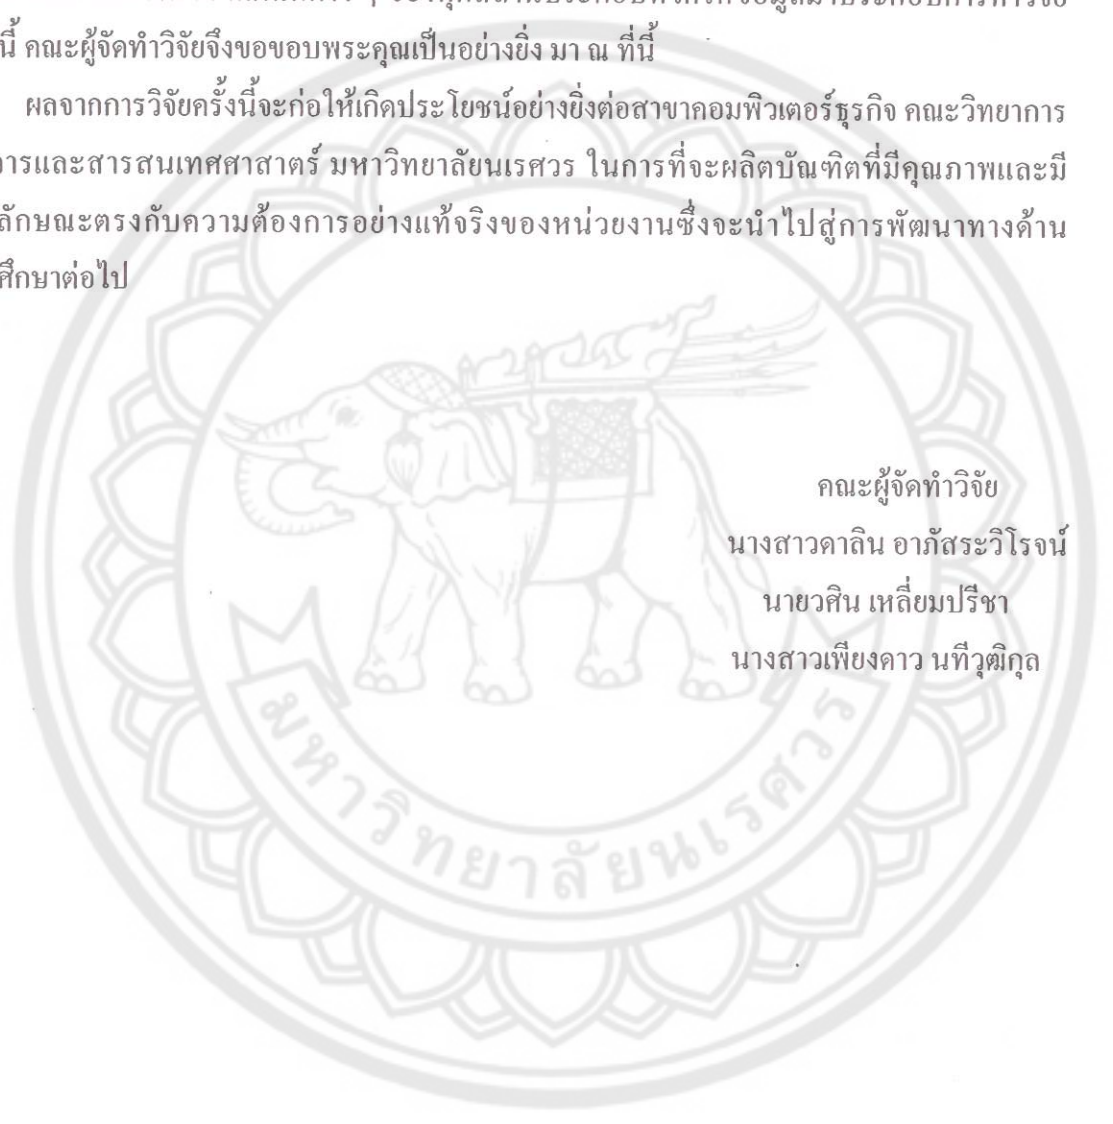 นี้ คณะผู้จัดทำวิจัยจึงขอขอบพระคุณเป็นอย่างยิ่ง มา ณ ที่นี้
ผลจากการวิจัยครั้งนี้จะก่อให้เกิดประโยชน์อย่างยิ่งต่อสาขาคอมพิวเตอร์ธุรกิจ คณะวิทยาการ
ารและสารสนเทศศาสาตร์ มหาวิทยาลัยนเรศวร ในการที่จะผลิตบัณฑิตที่มีคุณภาพและมี
ลักษณะตรงกับความต้องการอย่างแท้จริงของหน่วยงานซึ่งจะนำไปสู่การพัฒนาทางด้าน
ศึกษาต่อไป
คณะผู้จัดทำวิจัย
นางสาวดาลิน อาภัสระวิโรจน์
นายวศิน เหลี่ยมปรีชา
นางสาวเพียงดาว นทีวุฒิกุล
มหาวิทยาลัยนเรศวร